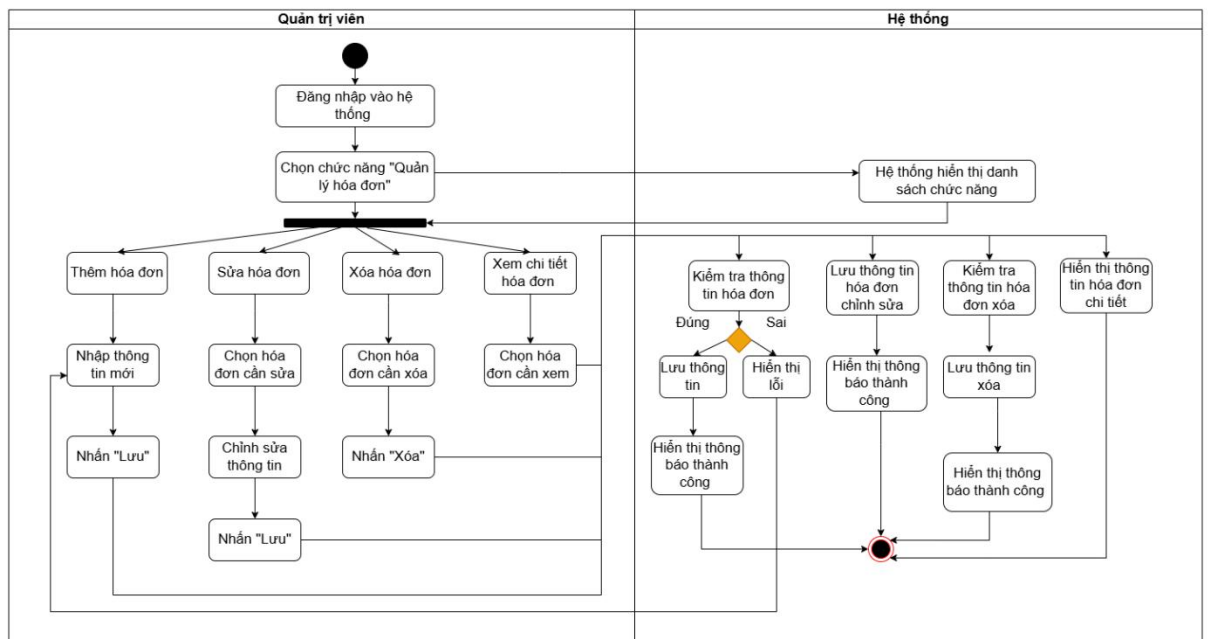 Quản trị viên
Hệ thống
Đăng nhập vào hệ
thống
Chọn chức năng "Quản
lý hóa đơn"
Hệ thống hiển thị danh
sách chức năng
Thêm hóa đơn
Sửa hóa đơn
Xóa hóa đơn
Xem chi tiết
hóa đơn
Kiểm tra thông
tin hóa đơn
Lưu thông tin
hóa đơn
chỉnh sửa
Kiểm tra
thông tin hóa
đơn xóa
Hiển thị thông
tin hóa đơn
chi tiết
Đúng
Sai
Nhập thông
tin mới
Chọn hóa
đơn cần sửa
Chọn hóa
đơn cần xóa
Chọn hóa
đơn cần xem
Lưu thông
tin
Hiển thị
lỗi
Hiển thị thông
báo thành
công
Lưu thông tin
xóa
Nhấn "Lưu"
Chỉnh sửa
thông tin
Nhấn "Xóa"
Hiển thị thông
báo thành
công
Hiển thị thông
báo thành công
Nhấn "Lưu"